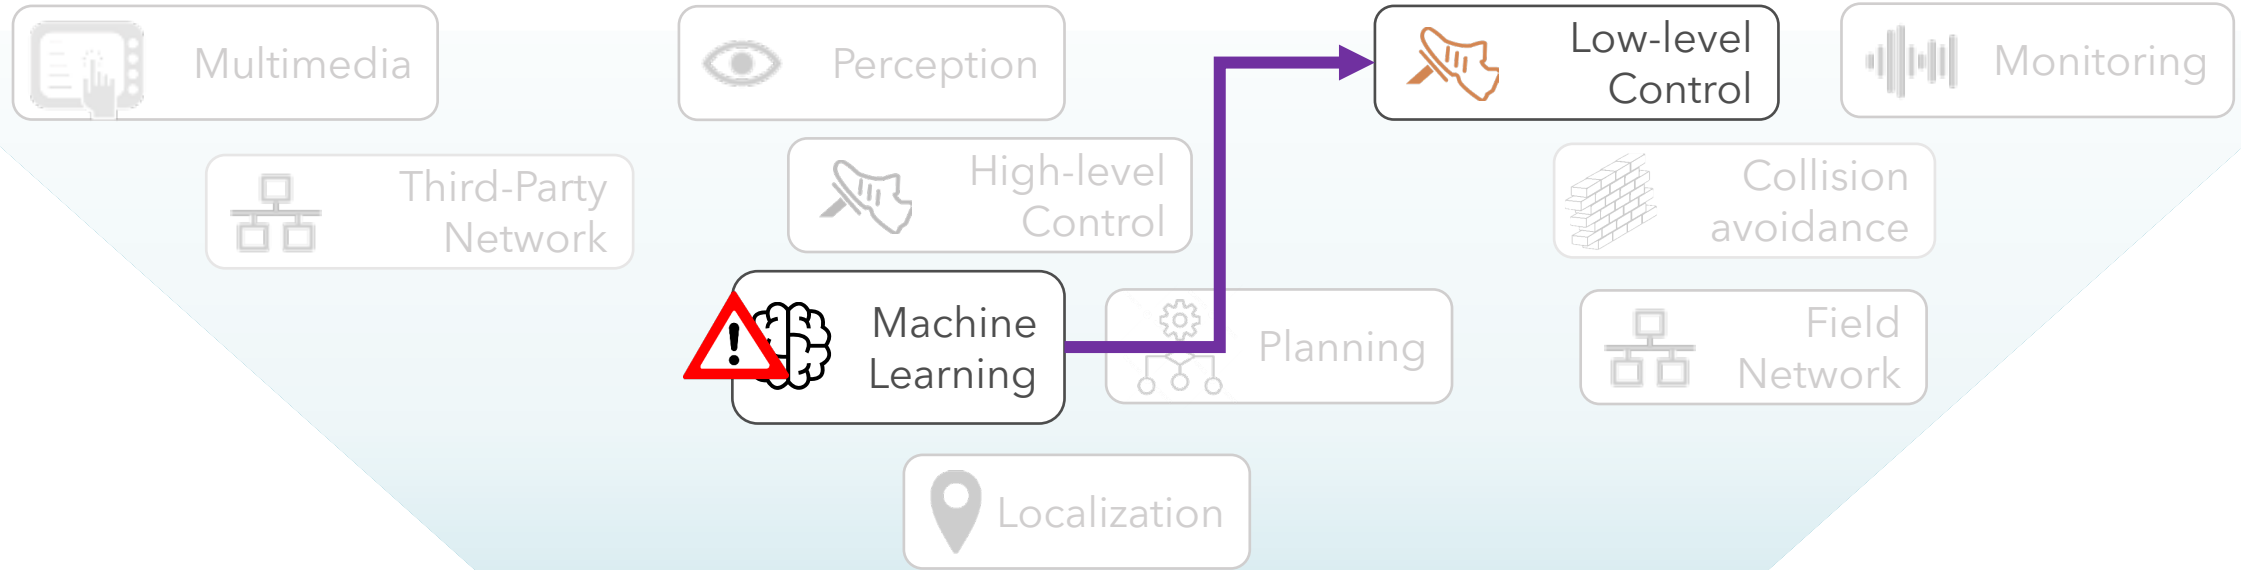 Multimedia
Perception
Low-level
Control
Monitoring
Third-Party
Network
High-level
Control
Collision
avoidance
Machine
Learning
Planning
Field
Network
Localization